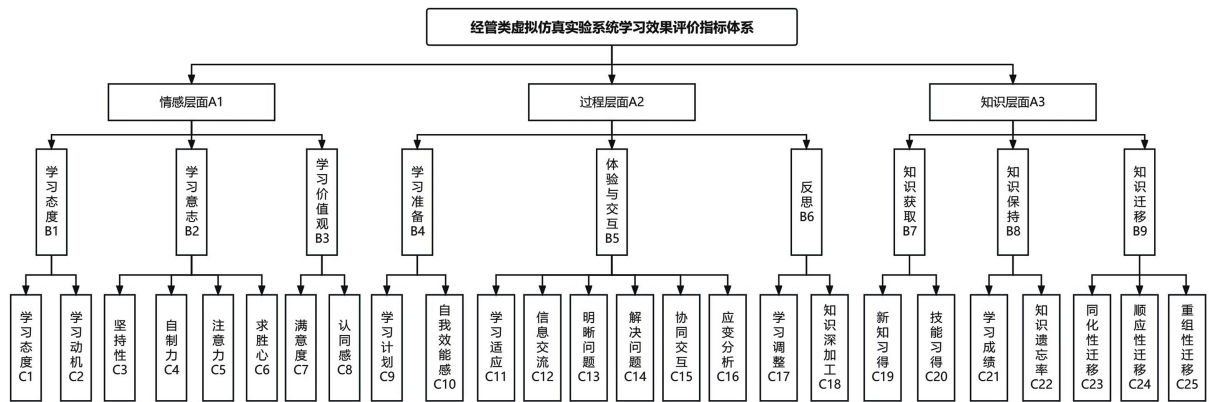 经管类虚拟仿真实验系统学习效果评价指标体系
情感层面A1
过程层面A2
知识层面A3
学习态度B1
学习意志B2
学习价值观B3
学习准备B4
体验与交互B5
反思B6
知识获取B7
知识保持B8
知识迁移B9
学习态度C1
学习动机C2
坚持性C3
自制力C4
注意力C5
求胜心C6
满意度C7
认同感C8
学习计划C9
自我效能感C10
学习适应C11
信息交流C12
明晰问题C13
解决问题C14
协同交互C15
应变分析C16
学习调整C17
知识深加工C18
新知习得C19
技能习得C20
学习成绩C21
知识遗忘率C22
同化性迁移C23
顺应性迁移C24
重组性迁移C25